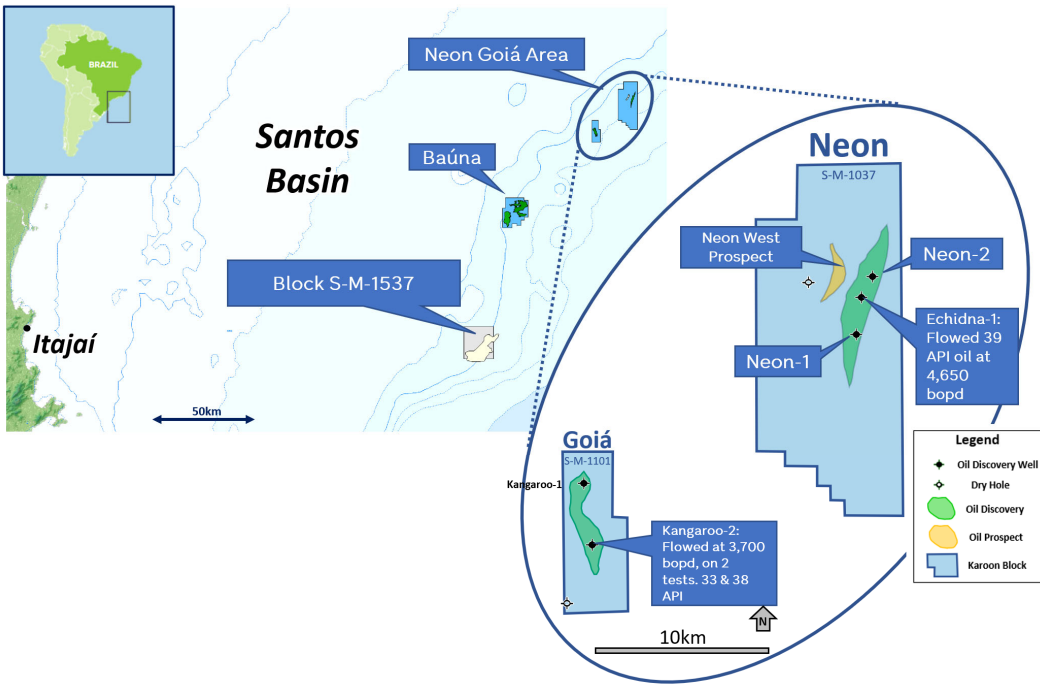 BRAZIL
Santos
Basin
Neon Goiá Area
Baúna
Block S-M-1537
Itajaí
50km
Neon
S-M-1037
Neon West
Prospect
Neon-2
Echidna-1:
Flowed 39
API oil at
4,650
bopd
Neon-1
Goiá
S-M-1101
Kangaroo-1
Kangaroo-2:
Flowed at 3,700
bopd, on 2
tests. 33 & 38
API
N
10km
Legend
Oil Discovery Well
Dry Hole
Oil Discovery
Oil Prospect
Karoon Block